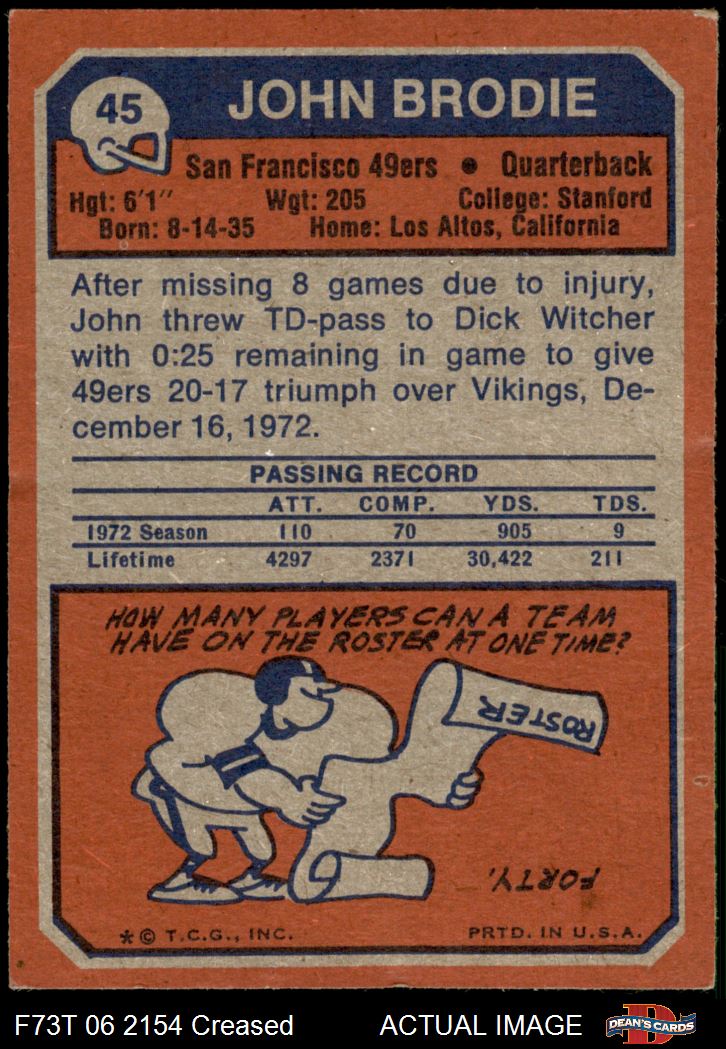 45
JOHN BRODIE
San Francisco 49ers • Quarterback
Hgt: 6'1" Wgt: 205 College: Stanford
Born: 8-14-35 Home: Los Altos, California
After missing 8 games due to injury,
John threw TD-pass to Dick Witcher
with 0:25 remaining in game to give
49ers 20-17 triumph over Vikings, De-
cember 16, 1972.
PASSING RECORD
ATT. COMP. YDS. TDS.
1972 Season 110 70 905 9
Lifetime 4297 2371 30,422 211
HOW MANY PLAYERS CAN A TEAM
HAVE ON THE ROSTER AT ONE TIME?
ROSTER
FORTY.
* © T.C.G., INC. PRTD. IN U.S.A.
F73T 06 2154 Creased ACTUAL IMAGE
D
DEAN'S CARDS